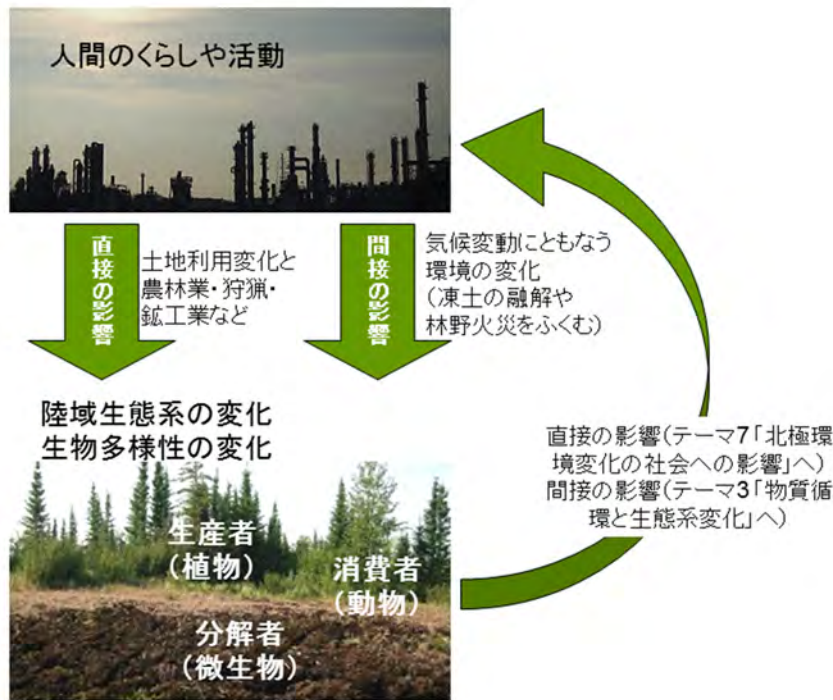 人間のくらしや活動
直接の影響
土地利用変化と
農林業・狩猟・
鉱工業など
間接の影響
気候変動にともなう
環境の変化
(凍土の融解や
林野火災をふくむ)
陸域生態系の変化
生物多様性の変化
生産者
(植物)
消費者
(動物)
分解者
(微生物)
直接の影響(テーマ7「北極環
境変化の社会への影響」へ)
間接の影響(テーマ3「物質循
環と生態系変化」へ)